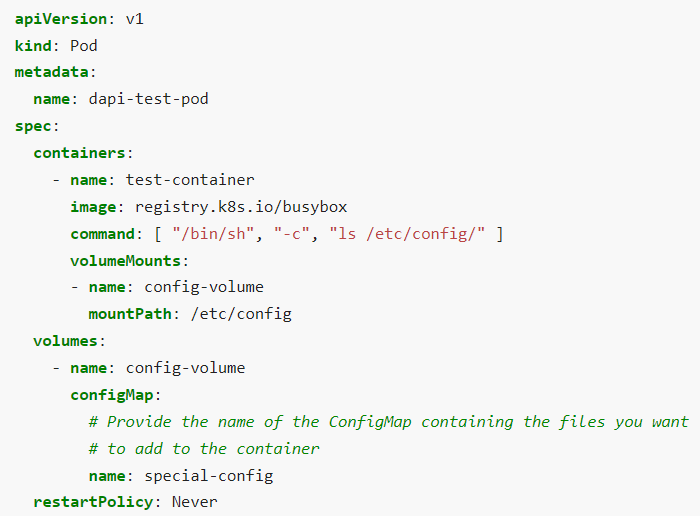 apiVersion: v1
kind: Pod
metadata:
  name: dapi-test-pod
spec:
  containers:
    - name: test-container
      image: registry.k8s.io/busybox
      command: [ "/bin/sh", "-c", "ls /etc/config/" ]
      volumeMounts:
      - name: config-volume
        mountPath: /etc/config
  volumes:
    - name: config-volume
      configMap:
        # Provide the name of the ConfigMap containing the files you want
        # to add to the container
        name: special-config
  restartPolicy: Never